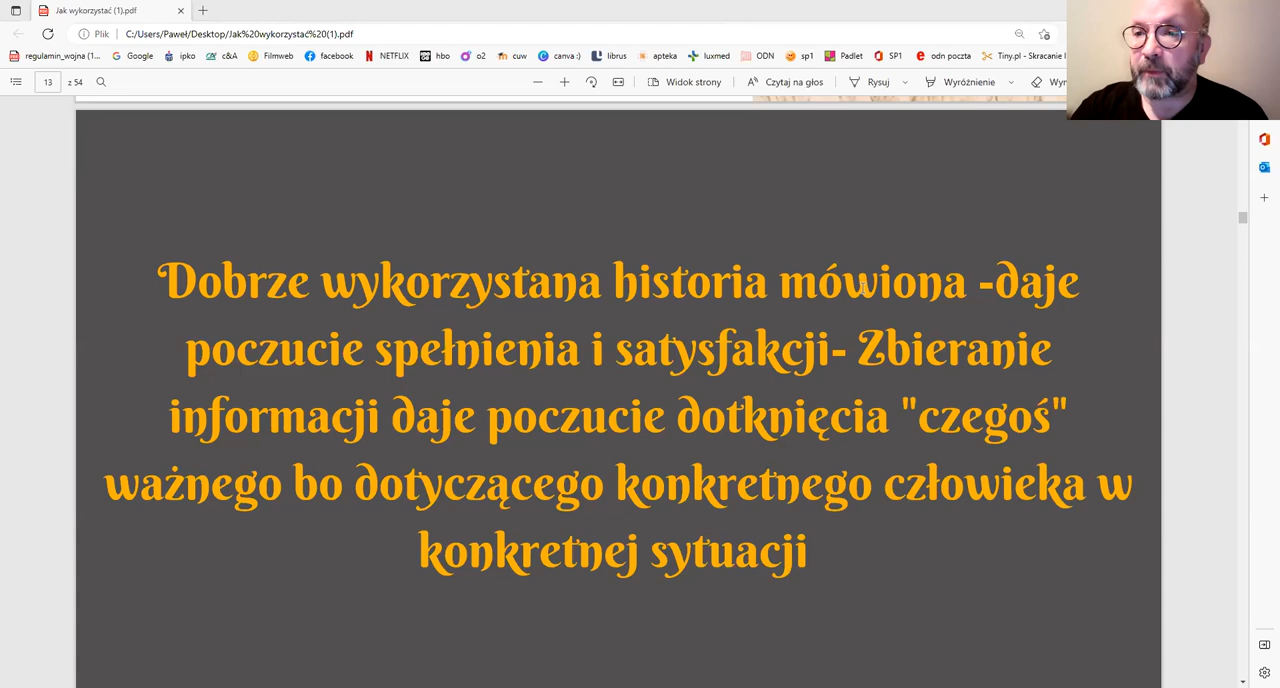 Jak wykorzystać (1).pdf
Plik C:/Users/Paweł/Desktop/Jak%20wykorzystać%20(1).pdf
regulamin_wojna (1... Google ipko c&A Filmweb facebook NETFLIX hbo o2 cuw canva :) librus apteka luxmed ODN sp1 Padlet SP1 odn poczta Tiny.pl - Skracanie l
13 z 54 Widok strony Czytaj na głos Rysuj Wyróżnienie Wyn
Dobrze wykorzystana historia mówiona -daje
poczucie spełnienia i satysfakcji- Zbieranie
informacji daje poczucie dotknięcia "czegoś"
ważnego bo dotyczącego konkretnego człowieka w
konkretnej sytuacji